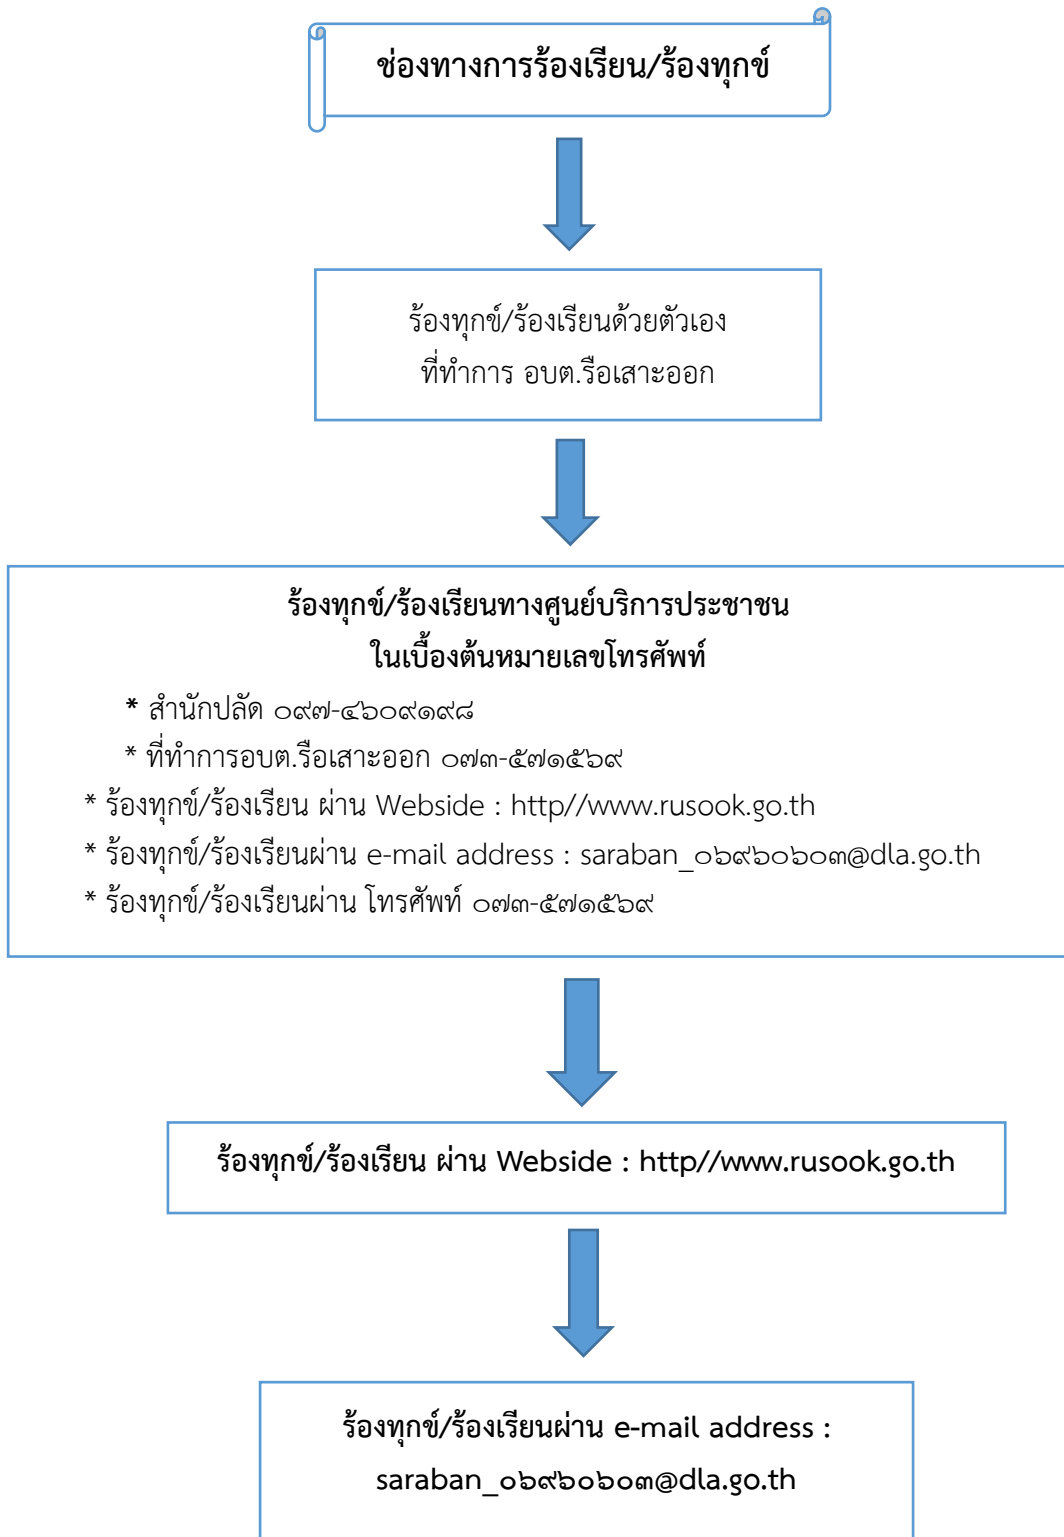 ช่องทางการร้องเรียน/ร้องทุกข์
ร้องทุกข์/ร้องเรียนด้วยตัวเอง
ที่ทำการ อบต.รือเสาะออก
ร้องทุกข์/ร้องเรียนทางศูนย์บริการประชาชน
ในเบื้องต้นหมายเลขโทรศัพท์
* สำนักปลัด ๐๙๗-๔๖๐๙๑๙๘
* ที่ทำการอบต.รือเสาะออก ๐๗๓-๕๗๑๕๖๙
* ร้องทุกข์/ร้องเรียน ผ่าน Webside : http//www.rusook.go.th
* ร้องทุกข์/ร้องเรียนผ่าน e-mail address : saraban_๐๖๙๖๐๖๐๓@dla.go.th
* ร้องทุกข์/ร้องเรียนผ่าน โทรศัพท์ ๐๗๓-๕๗๑๕๖๙
ร้องทุกข์/ร้องเรียน ผ่าน Webside : http//www.rusook.go.th
ร้องทุกข์/ร้องเรียนผ่าน e-mail address :
saraban_๐๖๙๖๐๖๐๓@dla.go.th